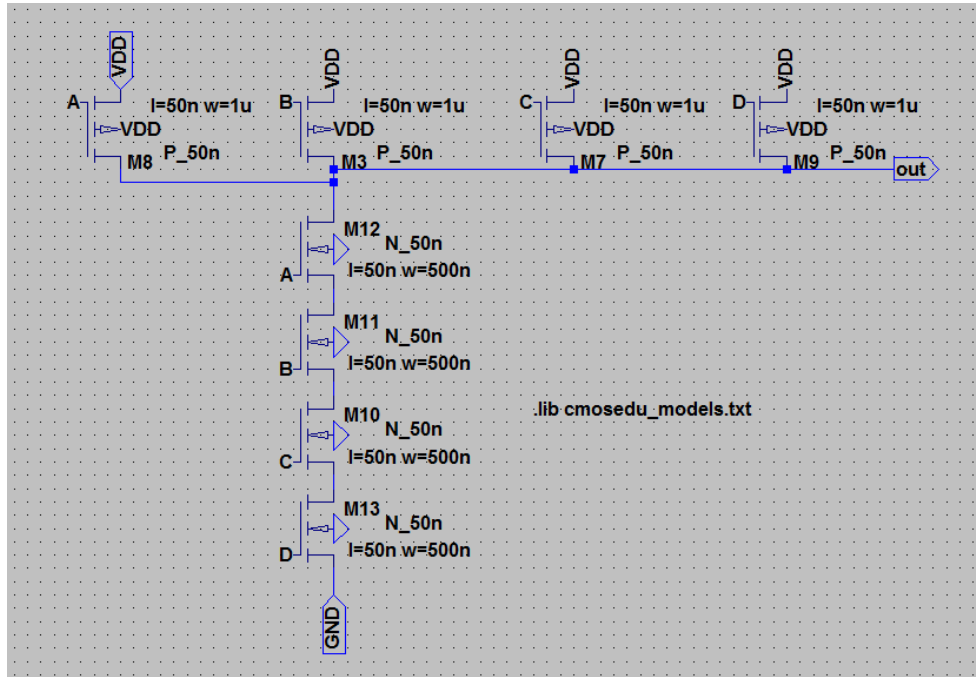 VDD
VDD
VDD
VDD
A
l=50n w=1u
B
l=50n w=1u
C
l=50n w=1u
D
l=50n w=1u
VDD
VDD
VDD
VDD
P_50n
P_50n
P_50n
P_50n
M8
M3
M7
M9
out
M12
N_50n
l=50n w=500n
A
M11
N_50n
l=50n w=500n
B
.lib cmosedu_models.txt
M10
N_50n
l=50n w=500n
C
M13
N_50n
l=50n w=500n
D
GND